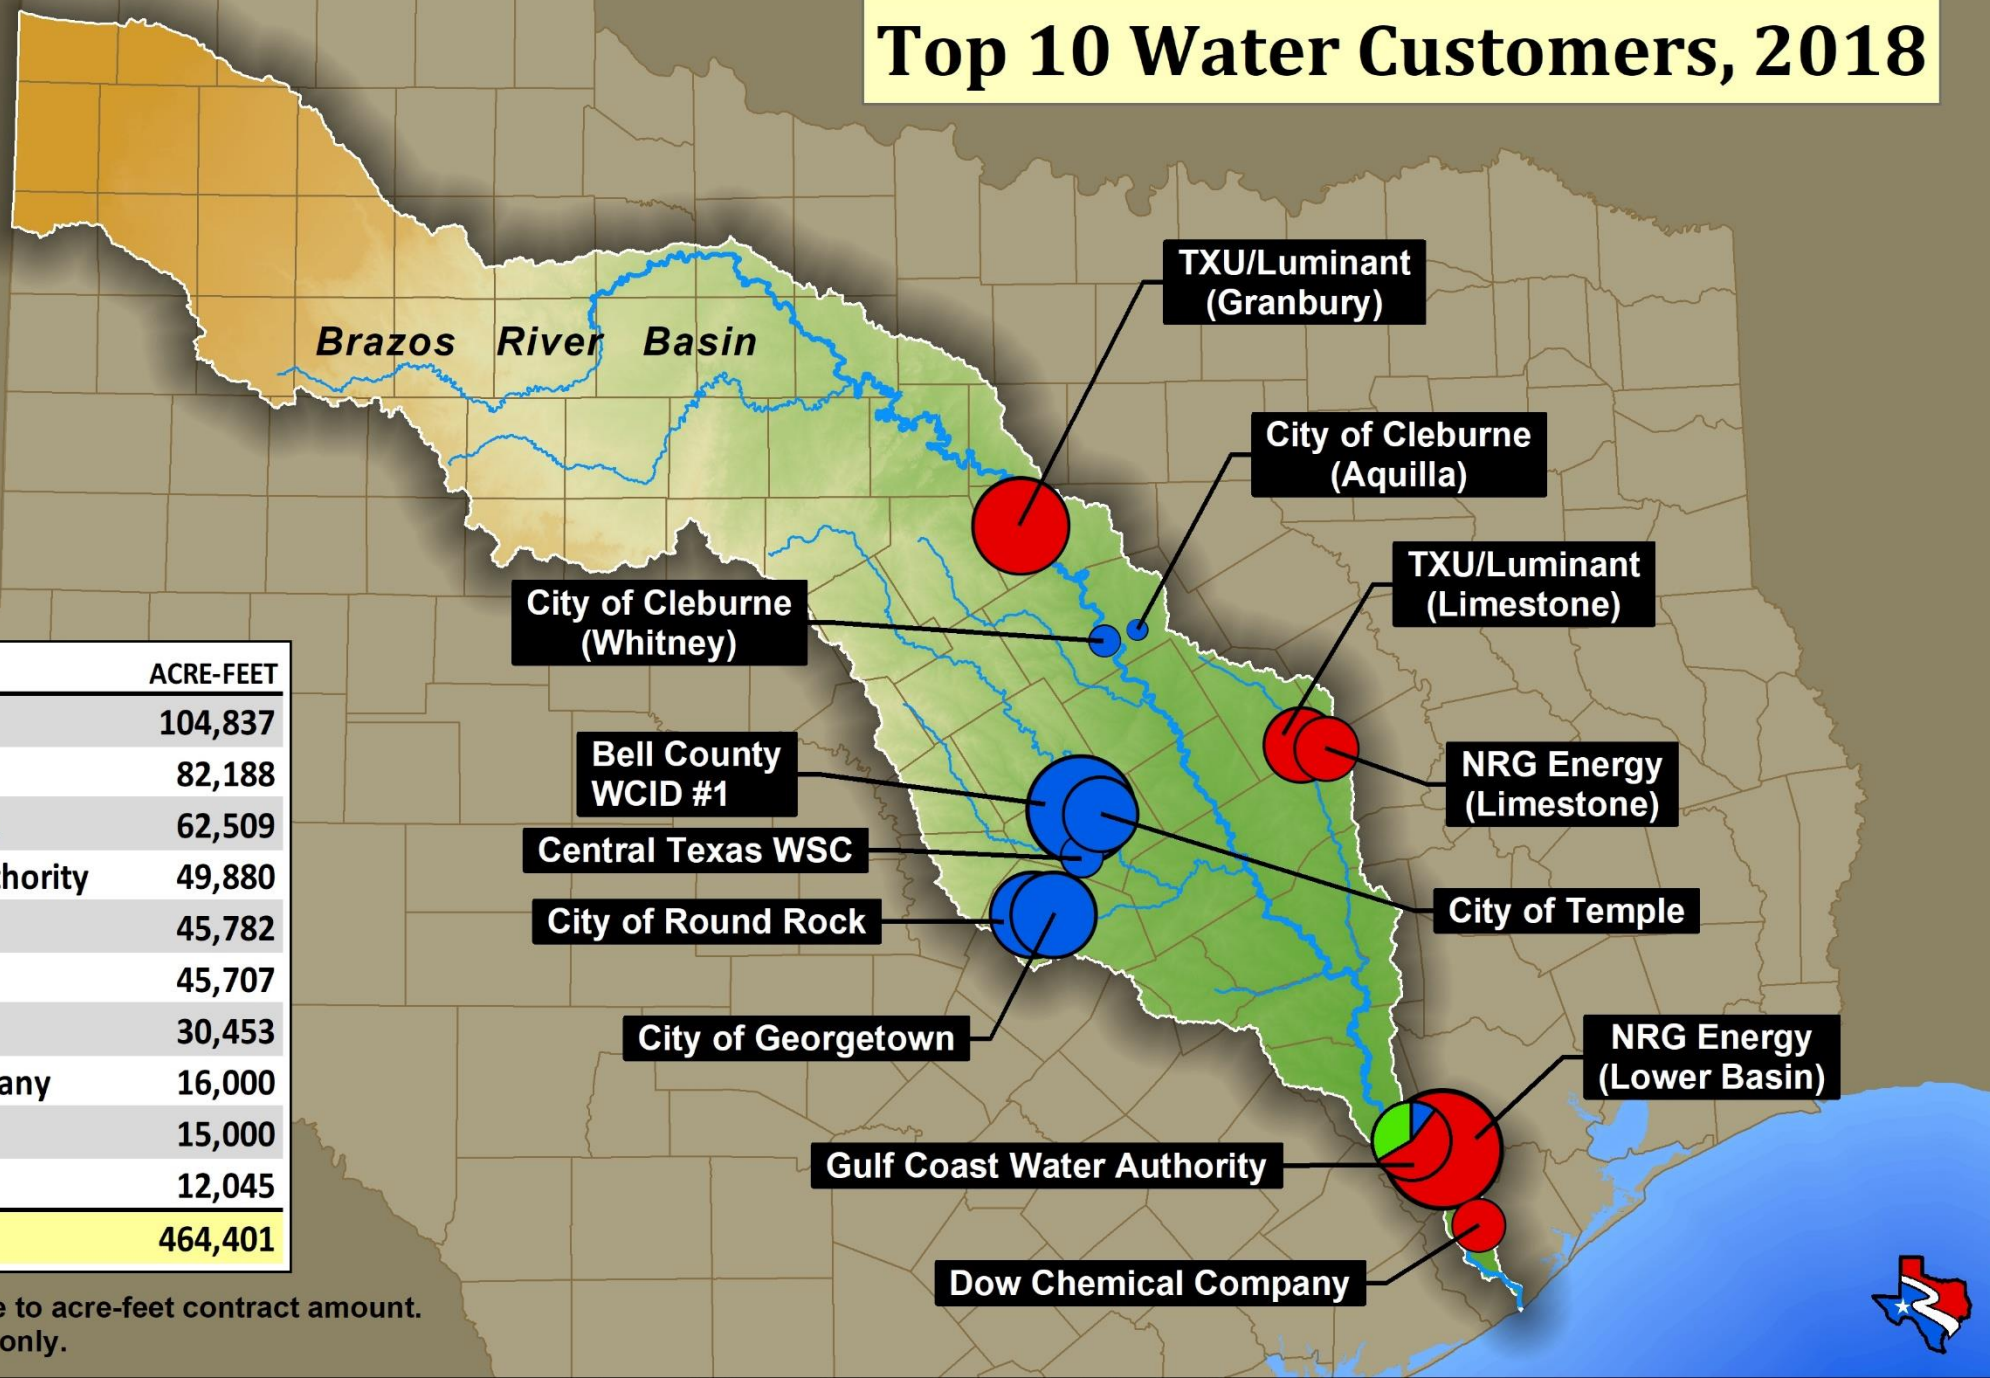 Top 10 Water Customers, 2018
TXU/Luminant
(Granbury)
Brazos River Basin
City of Cleburne
(Aquilla)
TXU/Luminant
(Limestone)
City of Cleburne
(Whitney)
Bell County
WCID #1
NRG Energy
(Limestone)
Central Texas WSC
City of Round Rock
City of Temple
City of Georgetown
NRG Energy
(Lower Basin)
Gulf Coast Water Authority
Dow Chemical Company
ACRE-FEET
104,837
82,188
62,509
hority 49,880
45,782
45,707
30,453
any 16,000
15,000
12,045
464,401
e to acre-feet contract amount.
only.